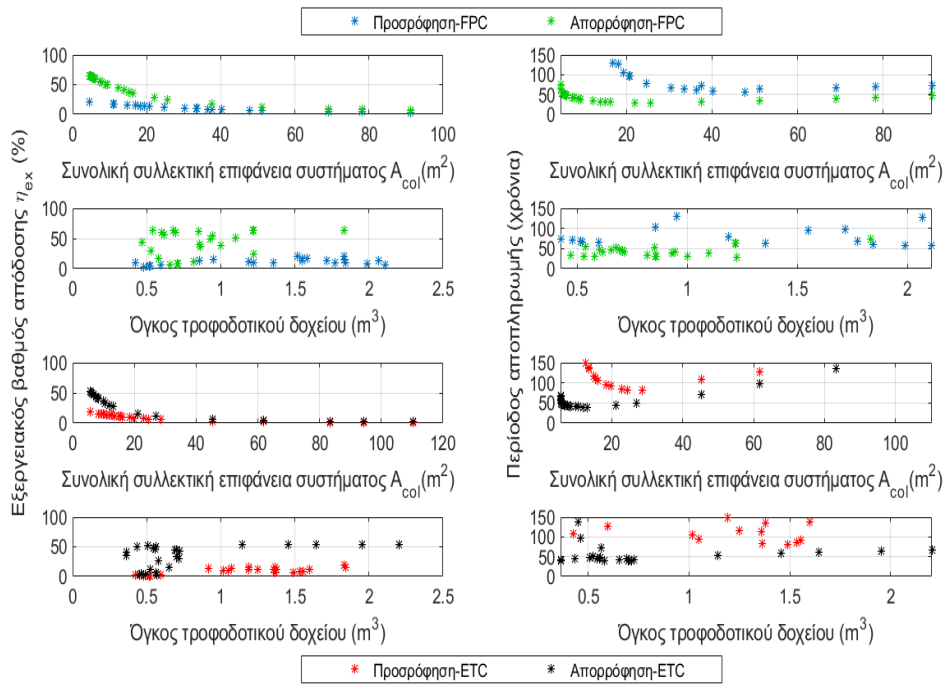 Προσρόφηση-FPC Απορρόφηση-FPC
Εξεργειακός βαθμός απόδοσης η_ex (%)
100
50
0
0 20 40 60 80 100
Συνολική συλλεκτική επιφάνεια συστήματος A_col(m²)
100
50
0
0 0.5 1 1.5 2 2.5
Όγκος τροφοδοτικού δοχείου (m³)
100
50
0
0 20 40 60 80 100 120
Συνολική συλλεκτική επιφάνεια συστήματος A_col(m²)
100
50
0
0 0.5 1 1.5 2 2.5
Όγκος τροφοδοτικού δοχείου (m³)
Περίοδος αποπληρωμής (χρόνια)
150
100
50
0
20 40 60 80
Συνολική συλλεκτική επιφάνεια συστήματος A_col(m²)
150
100
50
0
0.5 1 1.5 2
Όγκος τροφοδοτικού δοχείου (m³)
150
100
50
0
20 40 60 80 100
Συνολική συλλεκτική επιφάνεια συστήματος A_col(m²)
150
100
50
0
0.5 1 1.5 2
Όγκος τροφοδοτικού δοχείου (m³)
Προσρόφηση-ETC Απορρόφηση-ETC